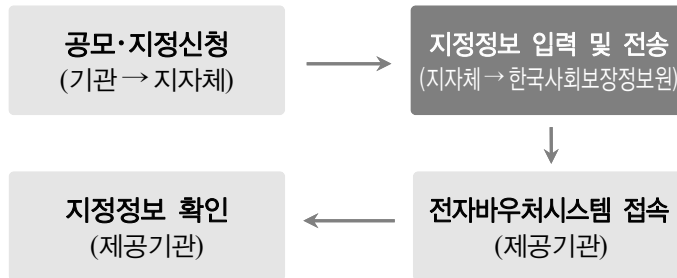 공모·지정신청
(기관 → 지자체)
지정정보 입력 및 전송
(지자체 → 한국사회보장정보원)
전자바우처시스템 접속
(제공기관)
지정정보 확인
(제공기관)